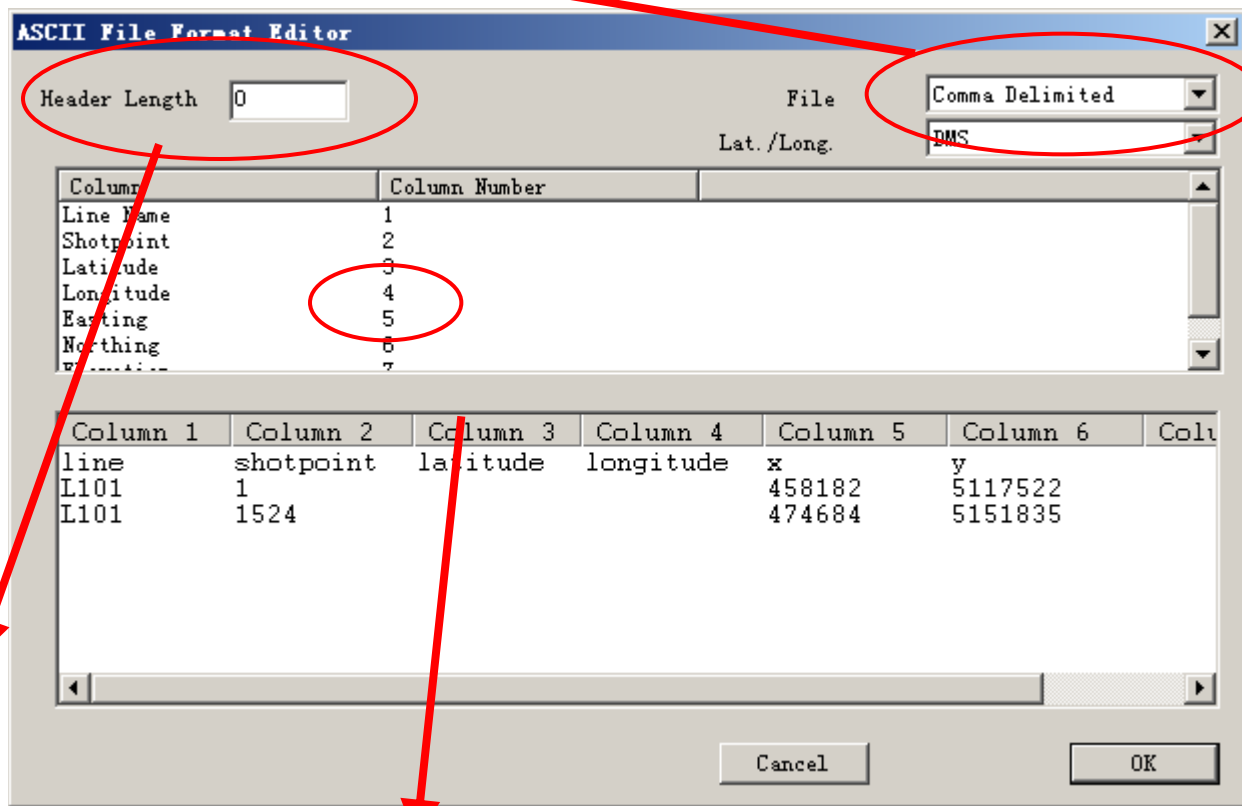 ASCII File Format Editor
Header Length 0 File Comma Delimited
Lat./Long. DMS
Column Column Number
Line Name 1
Shotpoint 2
Latitude 3
Longitude 4
Easting 5
Northing 6
7
Column 1 Column 2 Column 3 Column 4 Column 5 Column 6 Colu
line shotpoint latitude longitude x y
L101 1 458182 5117522
L101 1524 474684 5151835
Cancel OK